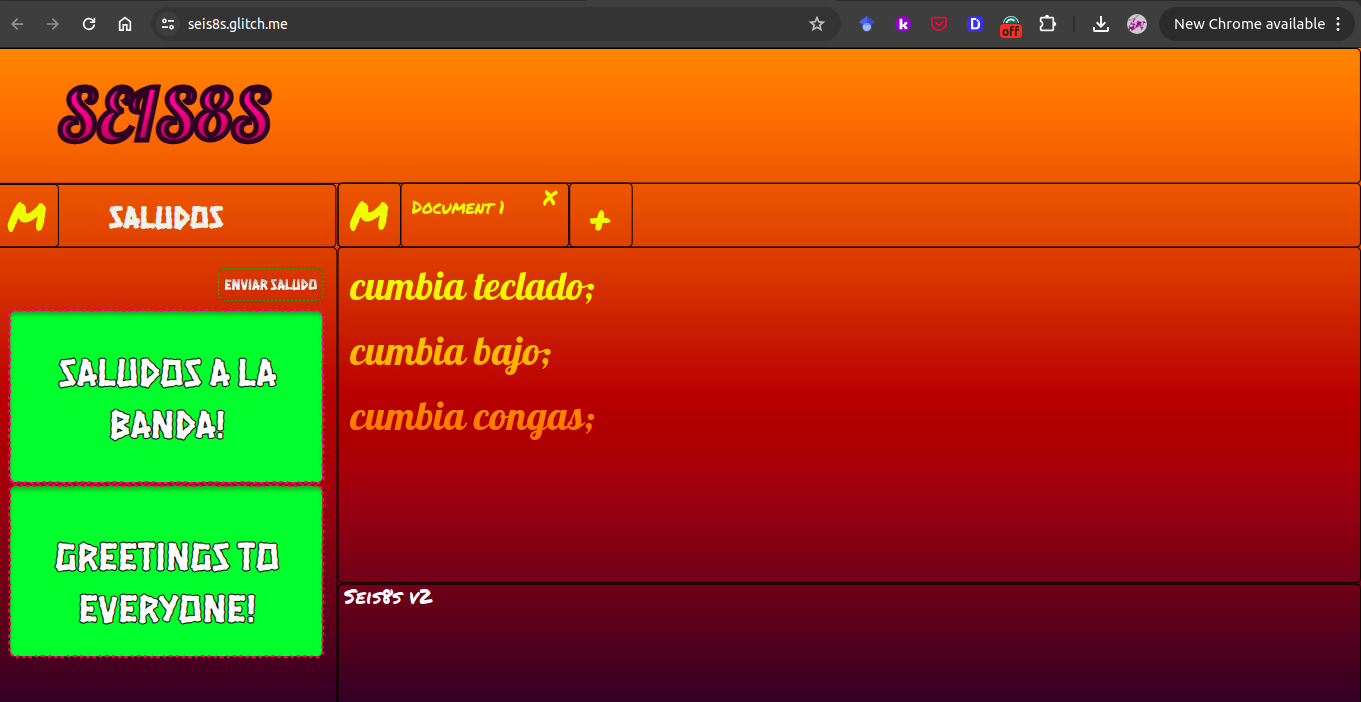 seis8s.glitch.me
k
D
off
New Chrome available
SEIS8S
M
SALUDOS
M
Document 1
x
+
ENVIAR SALUDO
SALUDOS A LA
BANDA!
GREETINGS TO
EVERYONE!
cumbia teclado;
cumbia bajo;
cumbia congas;
Seis8s v2